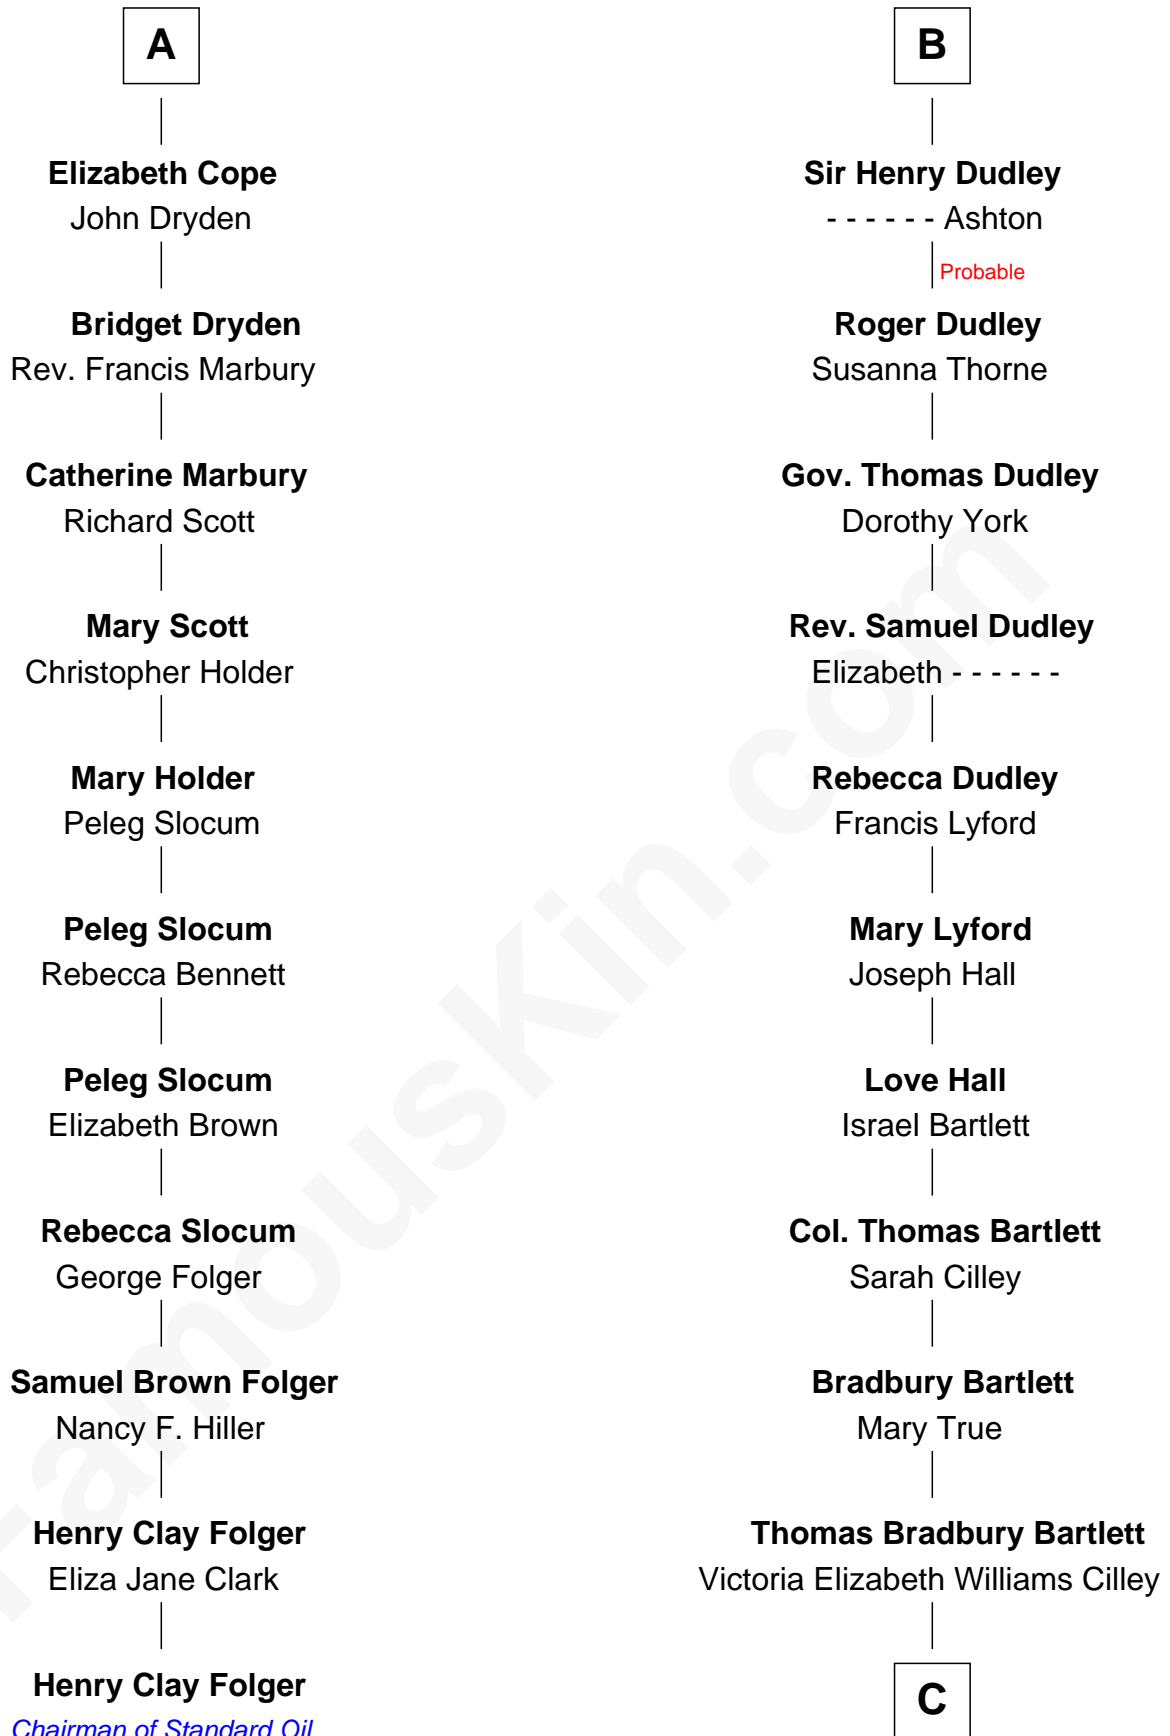 A
Elizabeth Cope
John Dryden
Bridget Dryden
Rev. Francis Marbury
Catherine Marbury
Richard Scott
Mary Scott
Christopher Holder
Mary Holder
Peleg Slocum
Peleg Slocum
Rebecca Bennett
Peleg Slocum
Elizabeth Brown
Rebecca Slocum
George Folger
Samuel Brown Folger
Nancy F. Hiller
Henry Clay Folger
Eliza Jane Clark
Henry Clay Folger
Chairman of Standard Oil
B
Sir Henry Dudley
- - - - - - Ashton
Probable
Roger Dudley
Susanna Thorne
Gov. Thomas Dudley
Dorothy York
Rev. Samuel Dudley
Elizabeth - - - - - -
Rebecca Dudley
Francis Lyford
Mary Lyford
Joseph Hall
Love Hall
Israel Bartlett
Col. Thomas Bartlett
Sarah Cilley
Bradbury Bartlett
Mary True
Thomas Bradbury Bartlett
Victoria Elizabeth Williams Cilley
C
FamousKin.com